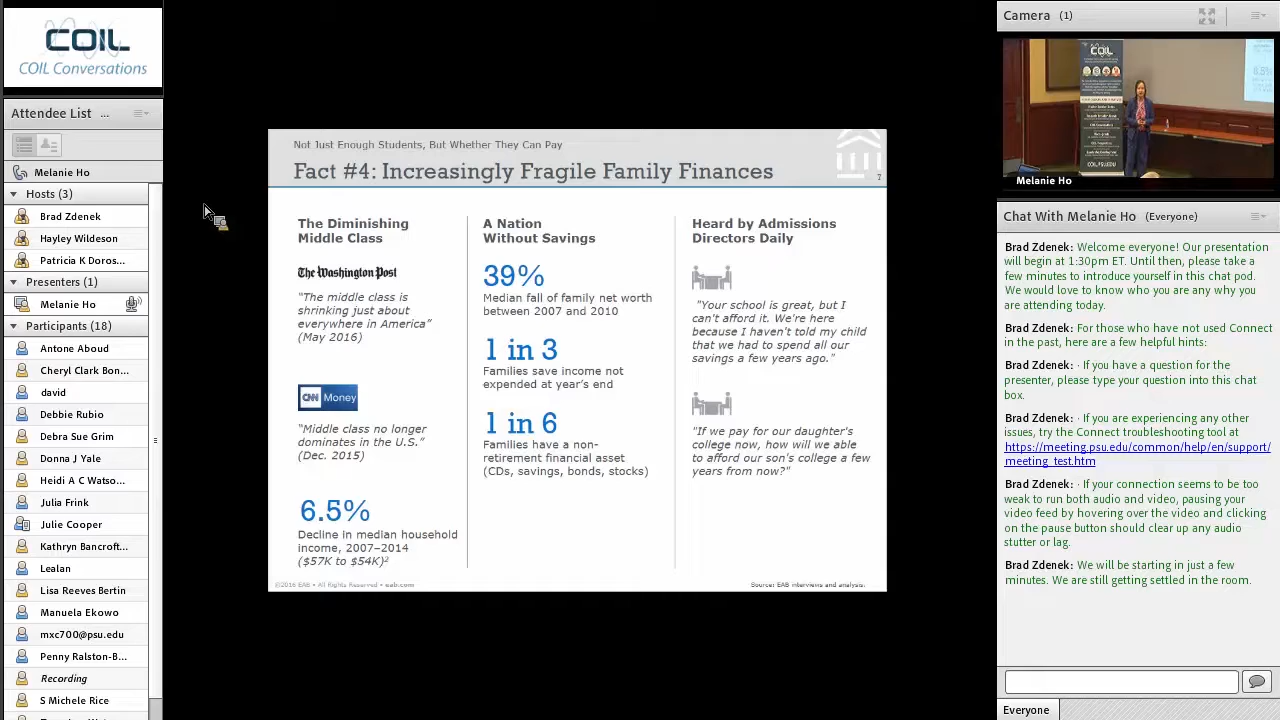 COIL
COIL Conversations
Attendee List ...
Melanie Ho
Hosts (3)
Brad Zdenek
Hayley Wildeson
Patricia K Doros...
Presenters (1)
Melanie Ho
Participants (18)
Antone Aboud
Cheryl Clark Bon...
david
Debbie Rubio
Debra Sue Grim
Donna J Yale
Heidi A C Watso...
Julia Frink
Julie Cooper
Kathryn Bancroft...
Lealan
Lisa Reeves Bertin
Manuela Ekowo
mxc700@psu.edu
Penny Ralston-B...
Recording
S Michele Rice
Not Just Enough Students, But Whether They Can Pay
Fact #4: Increasingly Fragile Family Finances
7
The Diminishing
Middle Class
The Washington Post
“The middle class is
shrinking just about
everywhere in America”
(May 2016)
CNN Money
“Middle class no longer
dominates in the U.S.”
(Dec. 2015)
6.5%
Decline in median household
income, 2007–2014
($57K to $54K)²
A Nation
Without Savings
39%
Median fall of family net worth
between 2007 and 2010
1 in 3
Families save income not
expended at year’s end
1 in 6
Families have a non-
retirement financial asset
(CDs, savings, bonds, stocks)
Heard by Admissions
Directors Daily
"Your school is great, but I
can't afford it. We're here
because I haven't told my child
that we had to spend all our
savings a few years ago."
"If we pay for our daughter's
college now, how will we able
to afford our son's college a few
years from now?"
©2016 EAB • All Rights Reserved • eab.com
Source: EAB interviews and analysis.
Camera (1)
COIL
COIL.PSU.EDU
Melanie Ho
Chat With Melanie Ho (Everyone)
Brad Zdenek: Welcome everyone! Our presentation
will begin at 1:30pm ET. Until then, please take a
few minutes to introduce yourself in this chat pod.
We would love to know who you are any why you
are attending today.
Brad Zdenek: For those who have not used Connect
in the past, here are a few helpful hints:
Brad Zdenek: · If you have a question for the
presenter, please type your question into this chat
box.
Brad Zdenek: · If you are experiencing any other
issues, try the Connect troubleshooting tool at
https://meeting.psu.edu/common/help/en/support/
meeting_test.htm
Brad Zdenek: · If your connection seems to be too
weak to run both audio and video, pausing your
video feed by hovering over the video and clicking
on the pause button should clear up any audio
stutter or lag.
Brad Zdenek: We will be starting in just a few
minutes we are still getting settled in the room.
Everyone